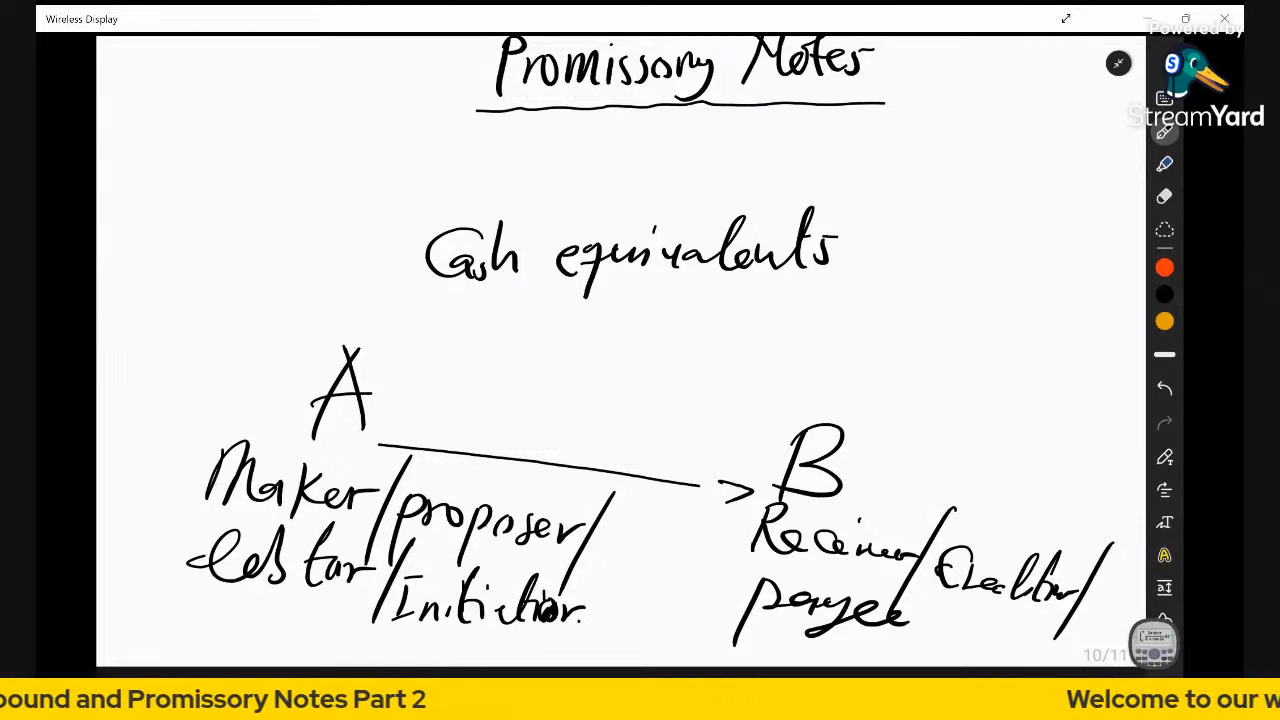 Wireless Display
Powered by
StreamYard
Promissory Notes
Cash equivalents
A
B
Maker/proposer/
debtor/Initiator.
Receiver/Creditor/
payee
10/11
pound and Promissory Notes Part 2
Welcome to our w